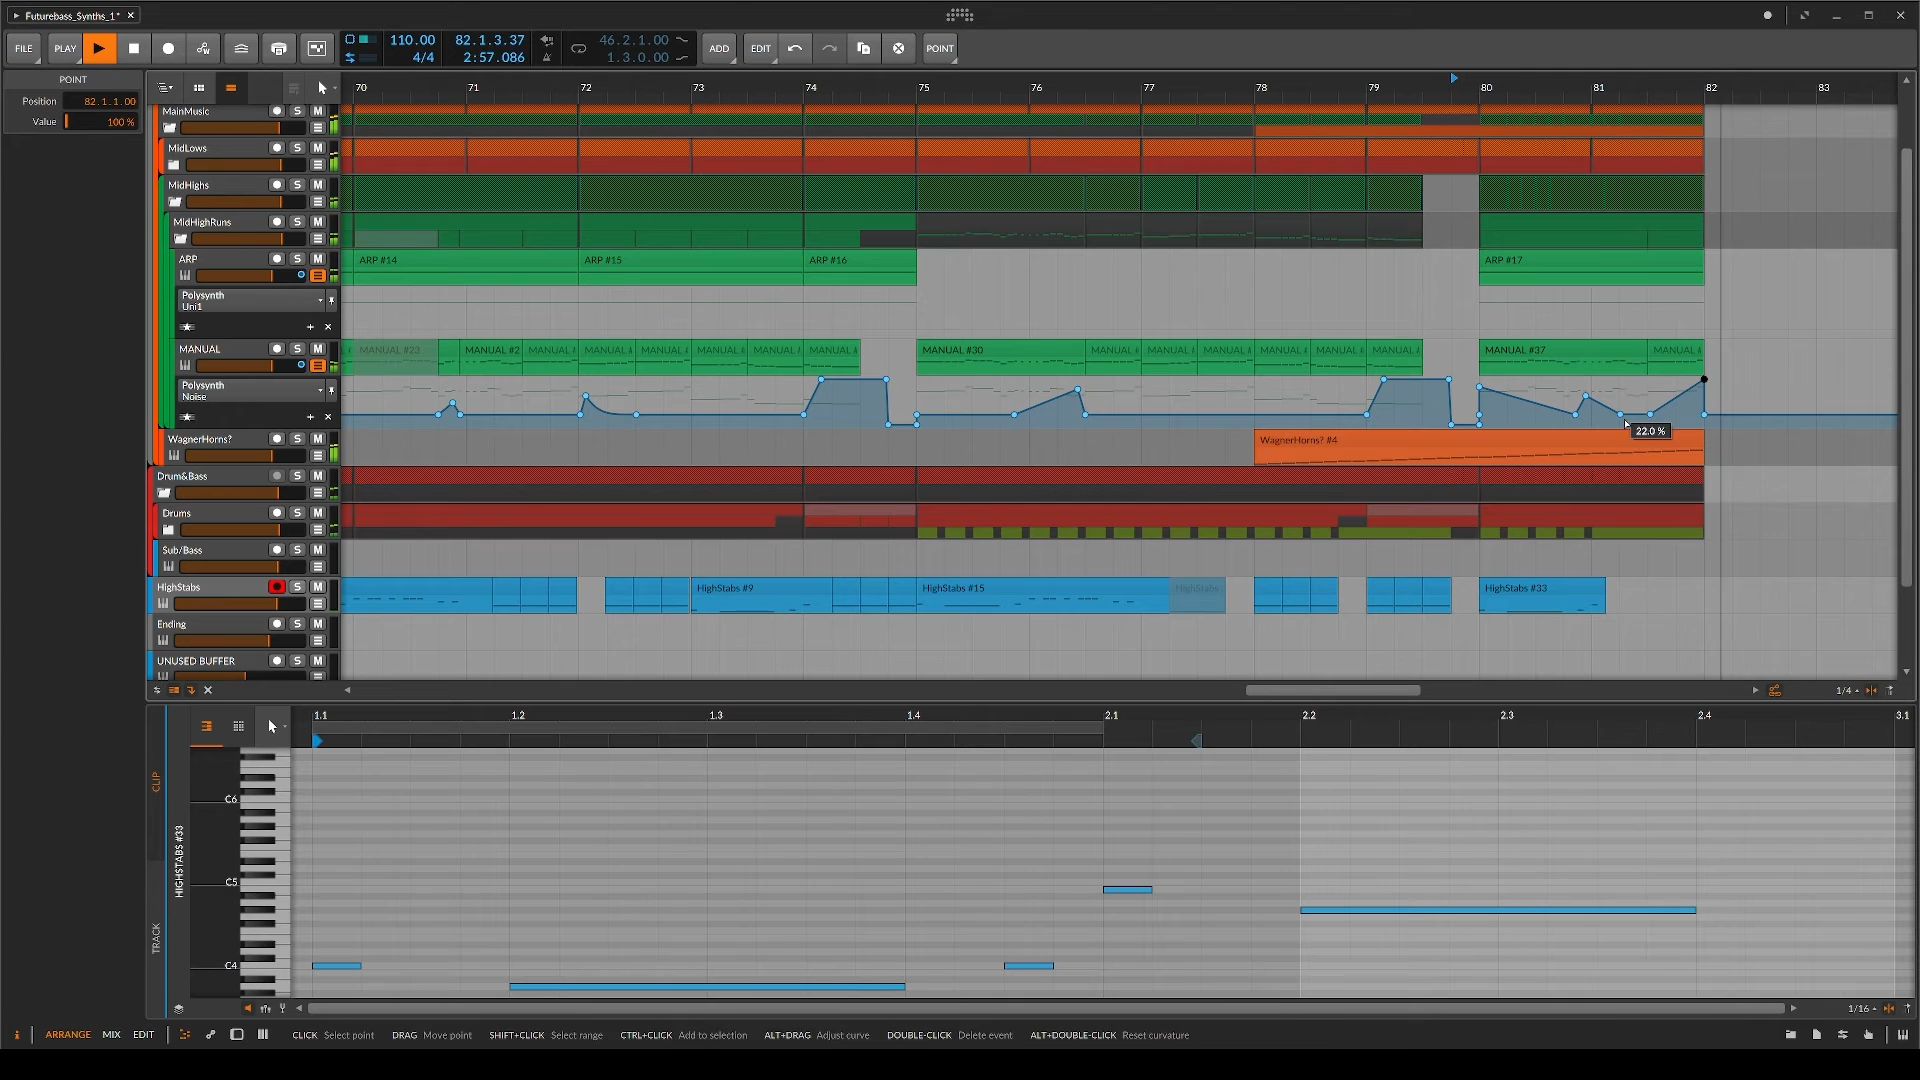 Futurebass_Synths_1*
FILE PLAY 110.00 82.1.3.37 46.2.1.00 ADD EDIT POINT
4/4 2:57.086 1.3.0.00
POINT
Position 82.1.1.00
Value 100 %
70 71 72 73 74 75 76 77 78 79 80 81 82 83
MainMusic S M
MidLows S M
MidHighs S M
MidHighRuns S M
ARP S M ARP #14 ARP #15 ARP #16 ARP #17
Polysynth
Uni1
MANUAL S M MANUAL #23 MANUAL #2 MANUAL # MANUAL # MANUAL # MANUAL # MANUAL # MANUAL # MANUAL #30 MANUAL # MANUAL # MANUAL # MANUAL # MANUAL # MANUAL # MANUAL #37 MANUAL #
Polysynth
Noise
22.0 %
WagnerHorns? S M WagnerHorns? #4
Drum&Bass S M
Drums S M
Sub/Bass S M
HighStabs S M HighStabs #9 HighStabs #15 HighStabs HighStabs #33
Ending S M
UNUSED BUFFER S M
1/4
1.1 1.2 1.3 1.4 2.1 2.2 2.3 2.4 3.1
CLIP
TRACK
HIGHSTABS #33
C6
C5
C4
1/16
i ARRANGE MIX EDIT CLICK Select point DRAG Move point SHIFT+CLICK Select range CTRL+CLICK Add to selection ALT+DRAG Adjust curve DOUBLE-CLICK Delete event ALT+DOUBLE-CLICK Reset curvature